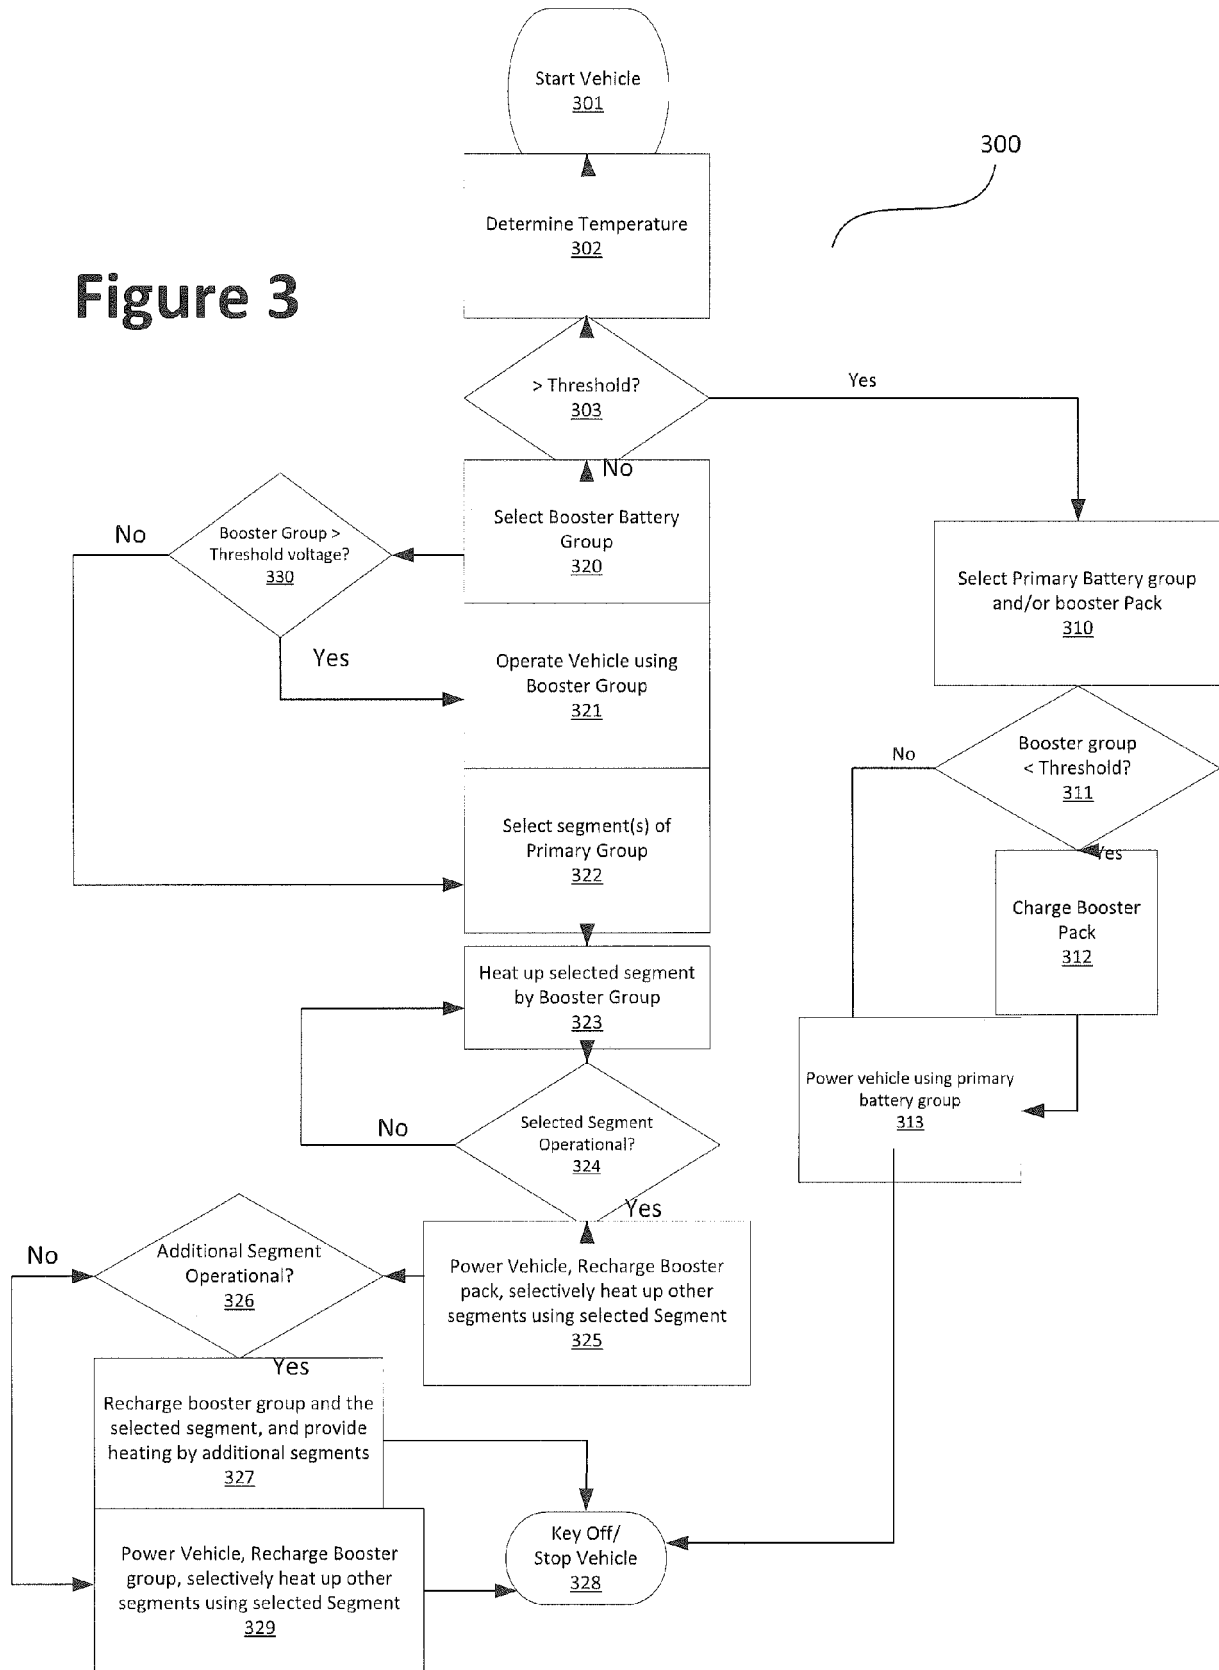 Start Vehicle
301
300
Determine Temperature
302
Figure 3
> Threshold?
303
Yes
No
No
Booster Group >
Threshold voltage?
330
Select Booster Battery
Group
320
Select Primary Battery group
and/or booster Pack
310
Yes
Operate Vehicle using
Booster Group
321
No
Booster group
< Threshold?
311
Select segment(s) of
Primary Group
322
Yes
Charge Booster
Pack
312
Heat up selected segment
by Booster Group
323
Power vehicle using primary
battery group
313
No
Selected Segment
Operational?
324
Yes
No
Additional Segment
Operational?
326
Power Vehicle, Recharge Booster
pack, selectively heat up other
segments using selected Segment
325
Yes
Recharge booster group and the
selected segment, and provide
heating by additional segments
327
Key Off/
Stop Vehicle
328
Power Vehicle, Recharge Booster
group, selectively heat up other
segments using selected Segment
329